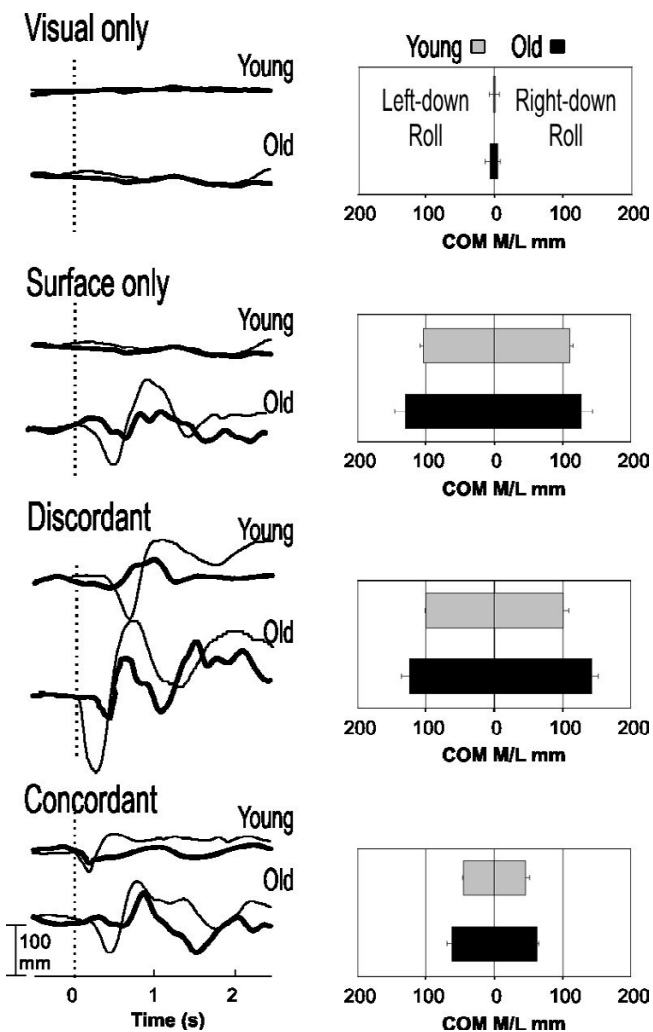 Visual only
Young
Old
Young Old
Left-down Right-down
Roll Roll
200 100 0 100 200
COM M/L mm
Surface only
Young
Old
200 100 0 100 200
COM M/L mm
Discordant
Young
Old
200 100 0 100 200
COM M/L mm
Concordant
Young
Old
100
mm
0 1 2
Time (s)
200 100 0 100 200
COM M/L mm